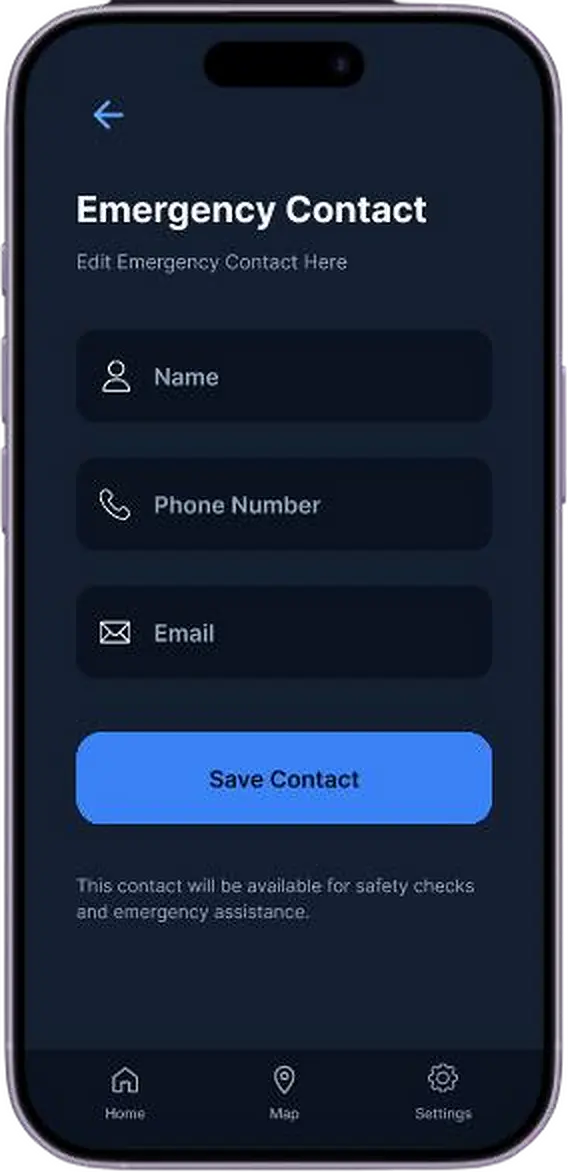 Emergency Contact
Edit Emergency Contact Here
Name
Phone Number
Email
Save Contact
This contact will be available for safety checks
and emergency assistance.
Home
Map
Settings